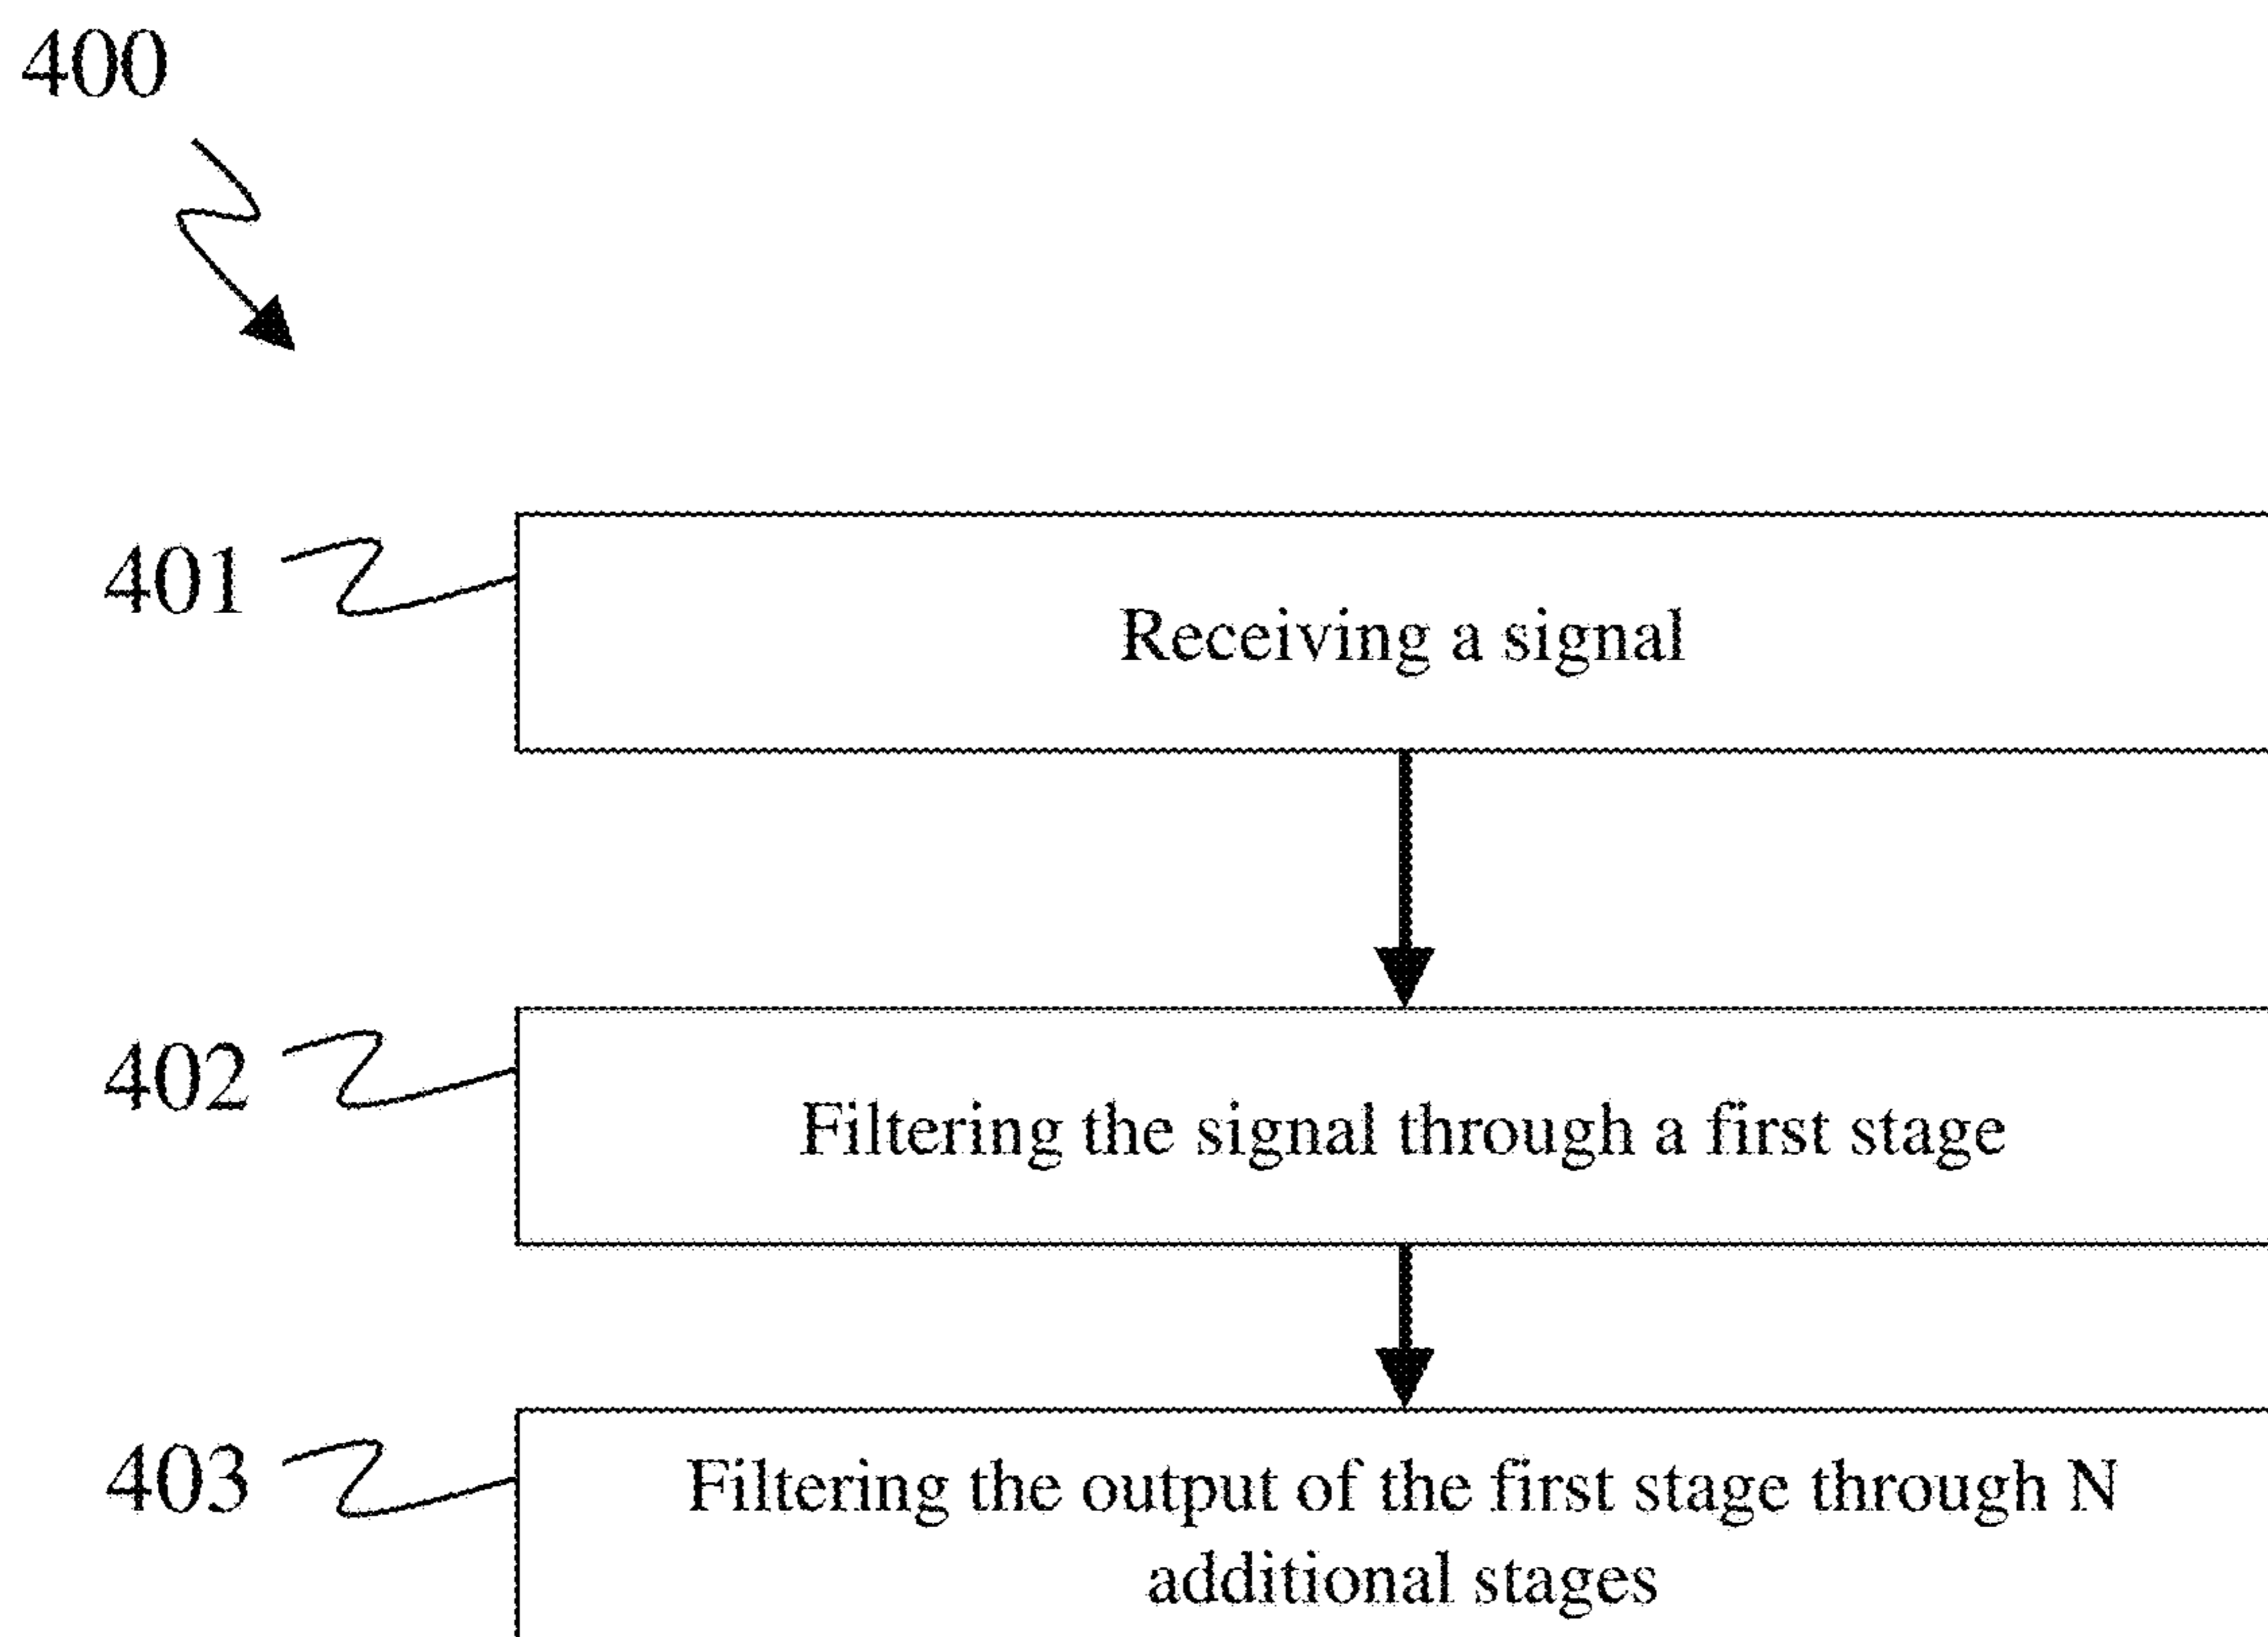 400
401
Receiving a signal
402
Filtering the signal through a first stage
403
Filtering the output of the first stage through N
additional stages